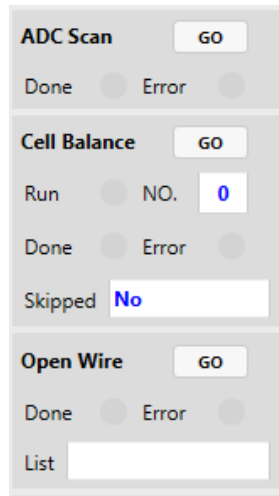 ADC Scan GO
Done Error
Cell Balance GO
Run NO. 0
Done Error
Skipped No
Open Wire GO
Done Error
List